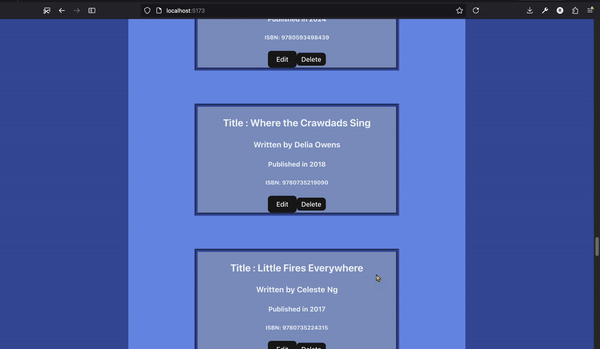 localhost:5173
Published in 2024
ISBN: 9780593498439
Edit Delete
Title : Where the Crawdads Sing
Written by Delia Owens
Published in 2018
ISBN: 9780735219090
Edit Delete
Title : Little Fires Everywhere
Written by Celeste Ng
Published in 2017
ISBN: 9780735224315
Edit Delete